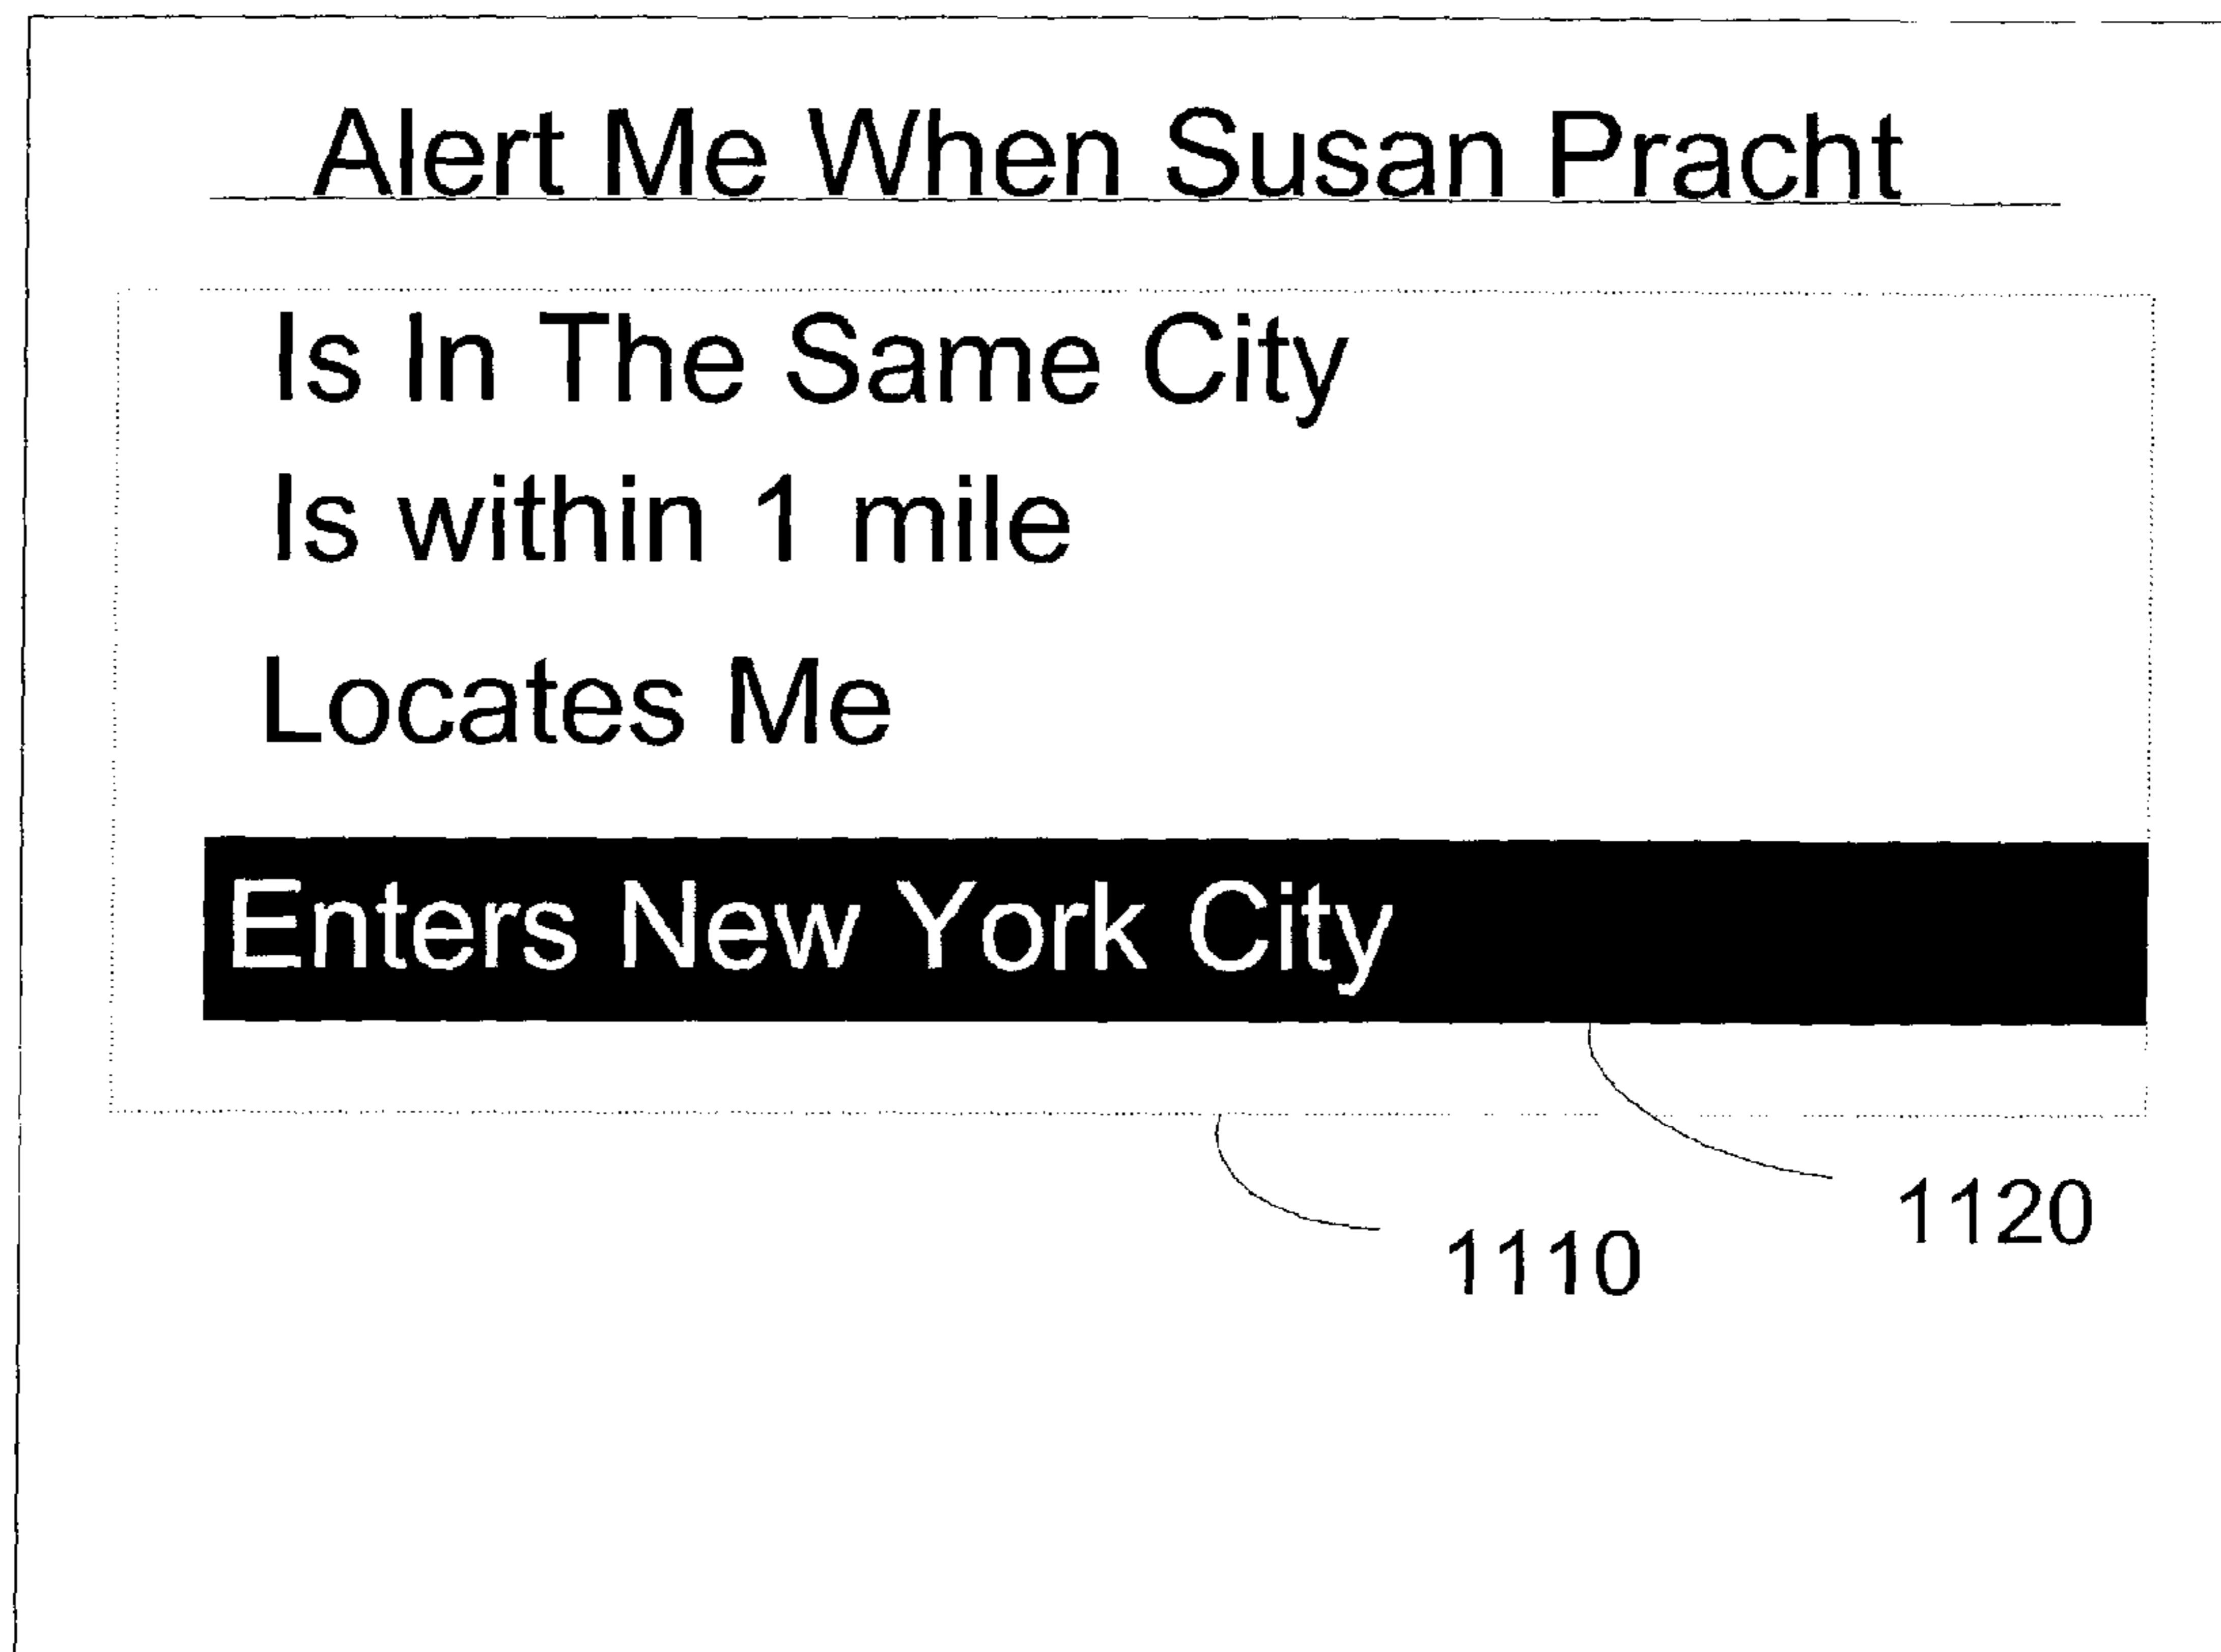 Alert Me When Susan Pracht
Is In The Same City
Is within 1 mile
Locates Me
Enters New York City
1120
1110